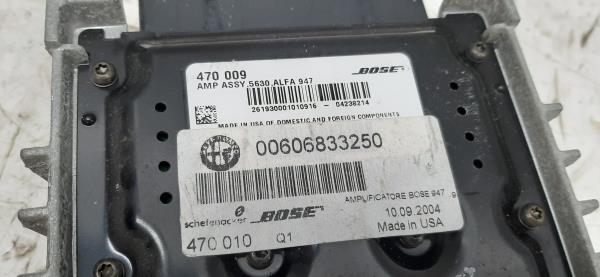 470 009
BOSE
AMP ASSY,5630,ALFA 947
261930001010916 - 04238214
MADE IN USA OF DOMESTIC AND FOREIGN COMPONENTS
00606833250
AMPLIFICATORE BOSE 947
schefenacker BOSE
10.09.2004
470 010 Q1
Made in USA